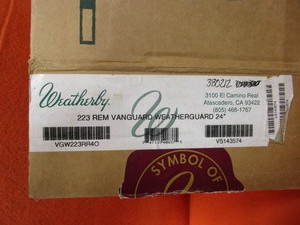 380212
Weatherby
3100 El Camino Real
Atascadero, CA 93422
(805) 466-1767
223 REM VANGUARD WEATHERGUARD 24"
VGW223RR4O
VS143574
SYMBOL OF